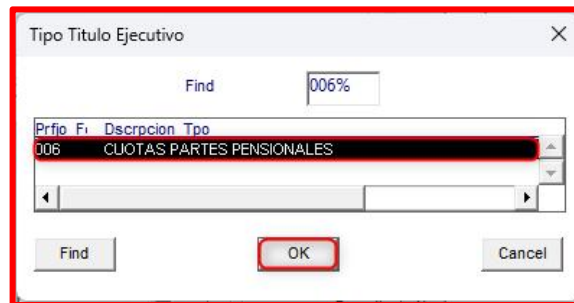 Tipo Titulo Ejecutivo
Find 006%
Prfjo F Dscrpcion Tpo
006 CUOTAS PARTES PENSIONALES
Find OK Cancel